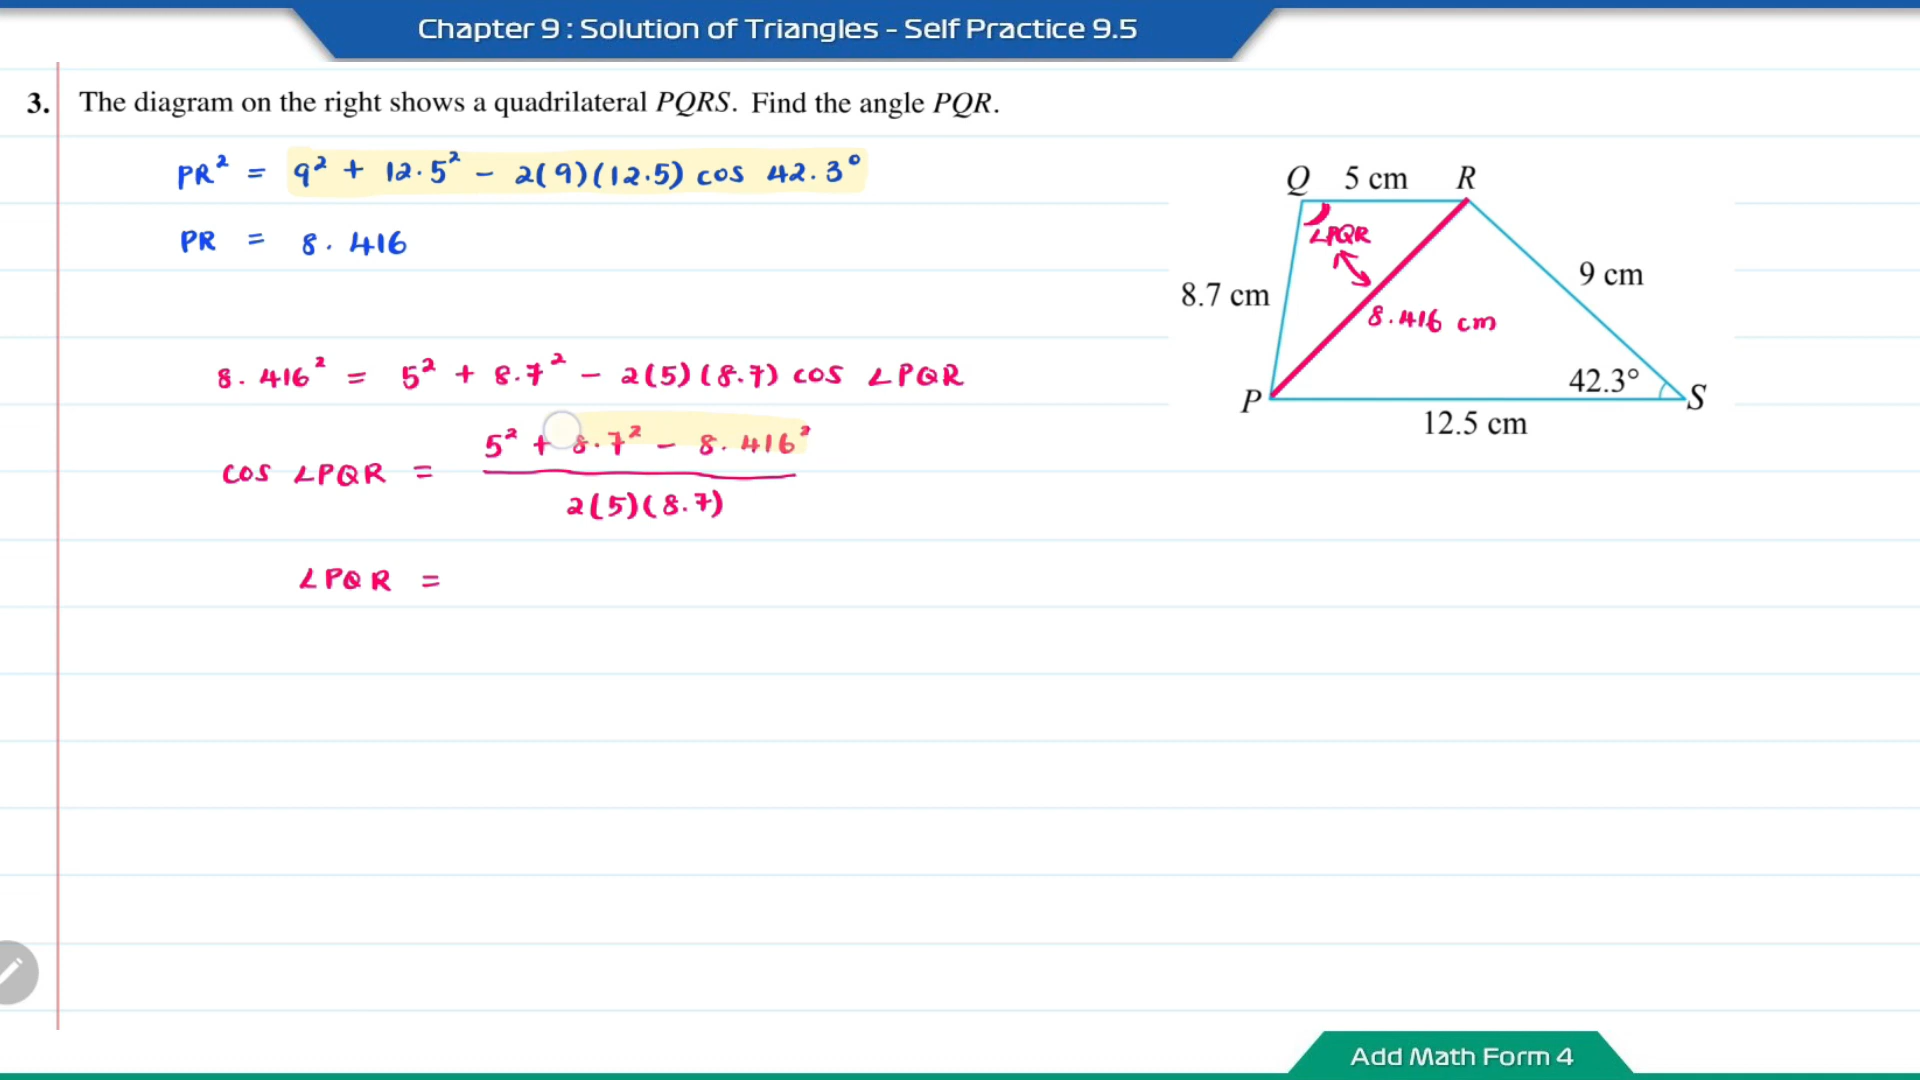 Chapter 9 : Solution of Triangles - Self Practice 9.5
3. The diagram on the right shows a quadrilateral PQRS. Find the angle PQR.
PR² = 9² + 12.5² - 2(9)(12.5) cos 42.3°
PR = 8.416
8.416² = 5² + 8.7² - 2(5)(8.7) cos ∠PQR
cos ∠PQR = 5² + 8.7² - 8.416²
2(5)(8.7)
∠PQR =
Q 5 cm R
∠PQR
8.7 cm
9 cm
8.416 cm
42.3°
P
S
12.5 cm
Add Math Form 4